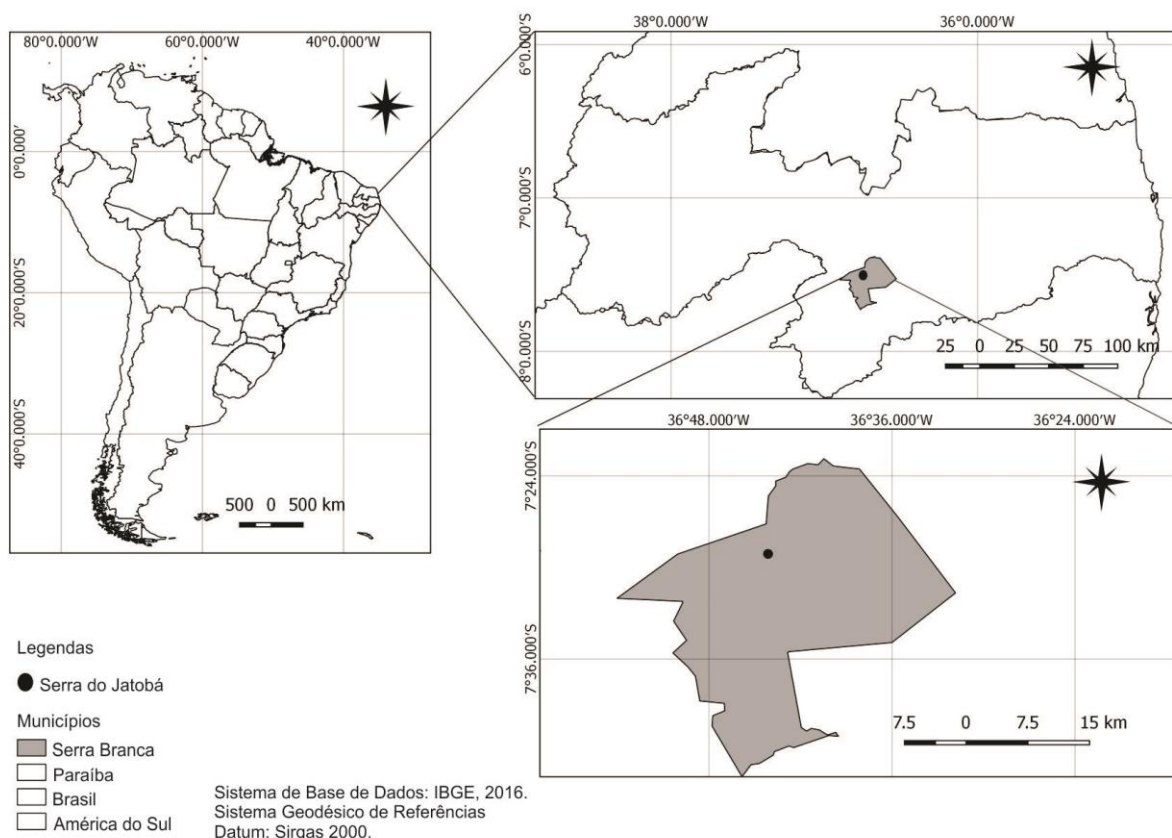 80°0.000'W 60°0.000'W 40°0.000'W
0°0.000'
20°0.000'S
40°0.000'S
500 0 500 km
38°0.000'W 36°0.000'W
6°0.000'S
7°0.000'S
8°0.000'S
25 0 25 50 75 100 km
36°48.000'W 36°36.000'W 36°24.000'W
7°24.000'S
7°36.000'S
7.5 0 7.5 15 km
Legendas
Serra do Jatobá
Municípios
Serra Branca
Paraíba
Brasil
América do Sul
Sistema de Base de Dados: IBGE, 2016.
Sistema Geodésico de Referências
Datum: Sirgas 2000.